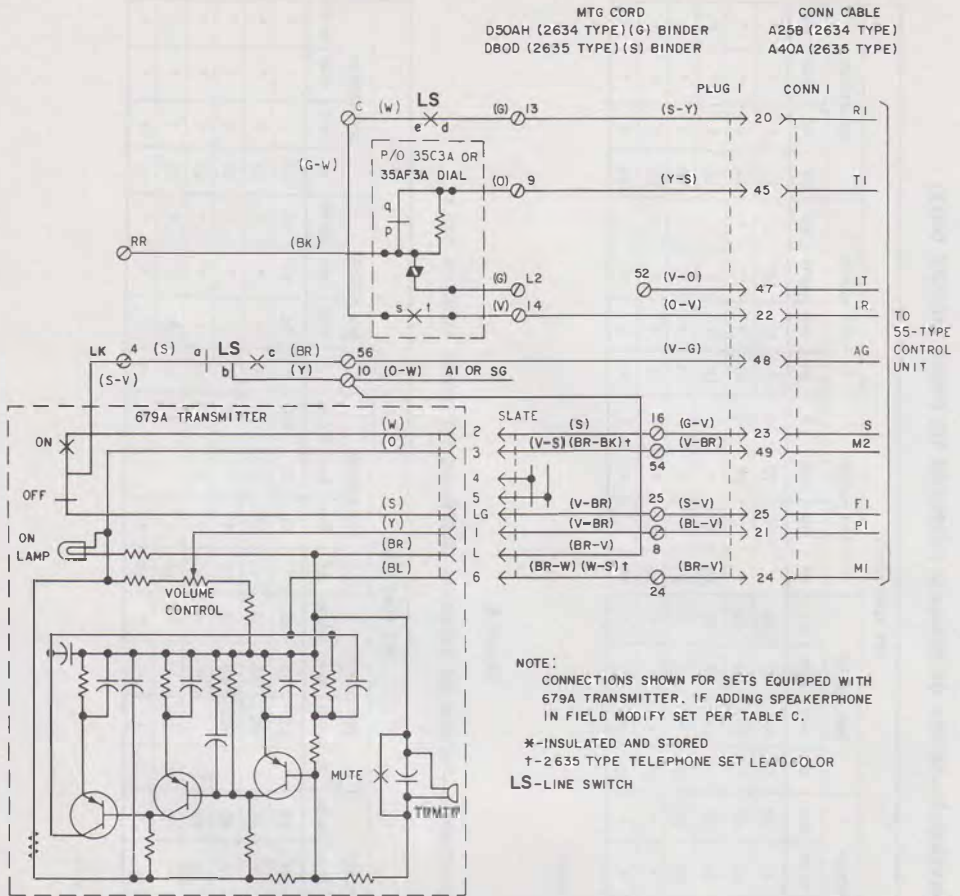 MTG CORD
D50AH (2634 TYPE)(G) BINDER
D80D (2635 TYPE)(S) BINDER
CONN CABLE
A25B (2634 TYPE)
A40A (2635 TYPE)
PLUG 1
CONN 1
C (W) LS (G) 13 (S-Y) 20 R1
e d
(G-W)
P/O 35C3A OR
35AF3A DIAL
(O) 9 (Y-S) 45 T1
q
p
RR (BK)
(G) L2 52 (V-O) 47 IT
s t (V) 14 (O-V) 22 IR
TO
55-TYPE
CONTROL
UNIT
LK 4 (S) a LS c (BR) 56 (V-G) 48 AG
b (Y) 10 (O-W) A1 OR SG
(S-V)
679A TRANSMITTER
SLATE
ON (W) 2 (S) 16 (G-V) 23 S
(O) 3 (V-S)(BR-BK)† (V-BR) 49 M2
54
4
5
OFF (S) LG (V-BR) 25 (S-V) 25 F1
(Y) 1 (V-BR) (BL-V) 21 P1
8
ON
LAMP
(BR) L (BR-V)
(BL) 6 (BR-W)(W-S)† (BR-V) 24 M1
24
VOLUME
CONTROL
MUTE
NOTE:
CONNECTIONS SHOWN FOR SETS EQUIPPED WITH
679A TRANSMITTER. IF ADDING SPEAKERPHONE
IN FIELD MODIFY SET PER TABLE C.
*-INSULATED AND STORED
†-2635 TYPE TELEPHONE SET LEAD COLOR
LS-LINE SWITCH